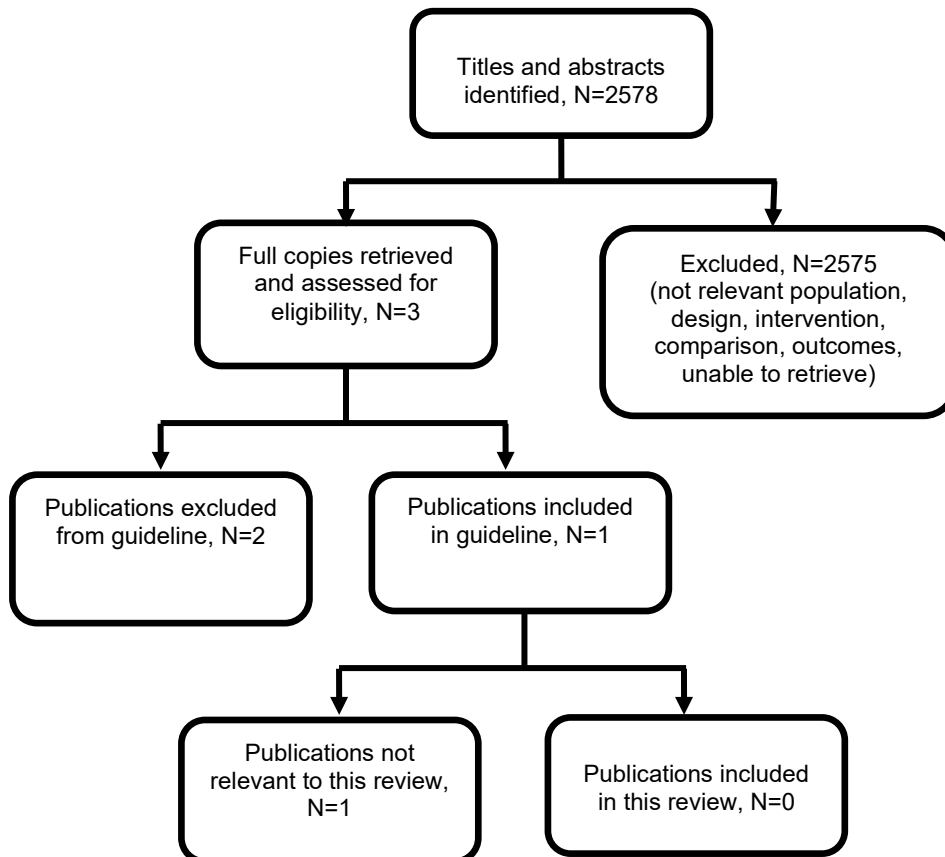 Titles and abstracts
identified, N=2578
Full copies retrieved
and assessed for
eligibility, N=3
Excluded, N=2575
(not relevant population,
design, intervention,
comparison, outcomes,
unable to retrieve)
Publications excluded
from guideline, N=2
Publications included
in guideline, N=1
Publications not
relevant to this review,
N=1
Publications included
in this review, N=0